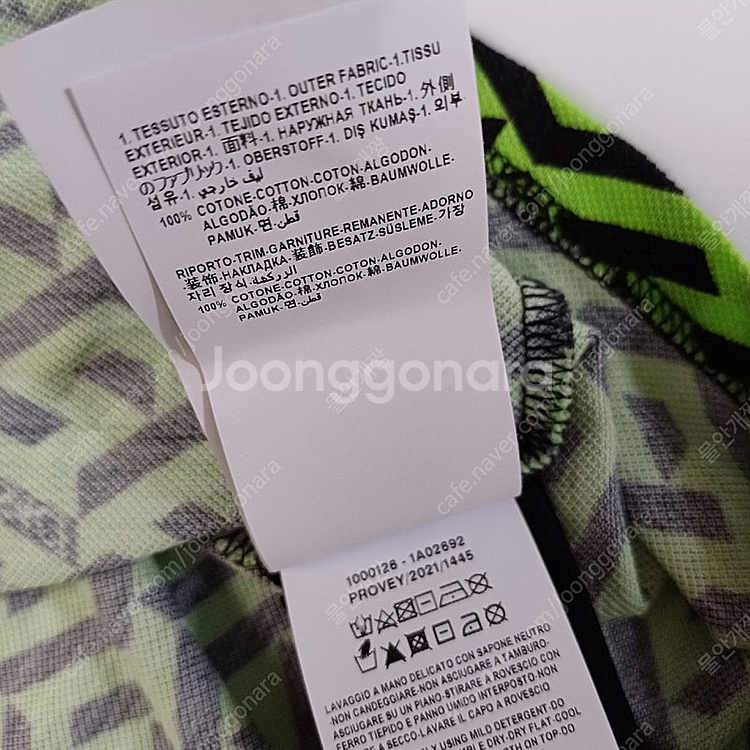 1. TESSUTO ESTERNO-1. OUTER FABRIC-1.TISSU
EXTERIEUR-1. TEJIDO EXTERNO-1. TECIDO
EXTERIOR-1. 面料-1. НАРУЖНАЯ ТКАНЬ-1. 外側
のファブリック-1. OBERSTOFF-1. DIŞ KUMAŞ-1. 외부
섬유-1. ليف خارجي
100% COTONE-COTTON-COTON-ALGODON-
ALGODÃO-棉-ХЛОПОК-綿-BAUMWOLLE-
PAMUK-면-قطن
RIPORTO-TRIM-GARNITURE-REMANENTE-ADORNO
-装饰-НАКЛАДКА-装飾-BESATZ-SÜSLEME-가장
자리 장식-الزركشة
100% COTONE-COTTON-COTON-ALGODON-
ALGODÃO-棉-ХЛОПОК-綿-BAUMWOLLE-
PAMUK-면-قطن
Joonggonara
1000126 - 1A02692
PROVEY/2021/1445
LAVAGGIO A MANO DELICATO CON SAPONE NEUTRO
-NON CANDEGGIARE-NON ASCIUGARE A TAMBURO-
ASCIUGARE SU UN PIANO-STIRARE A ROVESCIO CON
FERRO TIEPIDO E PANNO UMIDO INTERPOSTO-NON
A SECCO-LAVARE IL CAPO A ROVESCIO
USING MILD DETERGENT-DO
DRY-DRY FLAT-COOL
ON TOP-DO